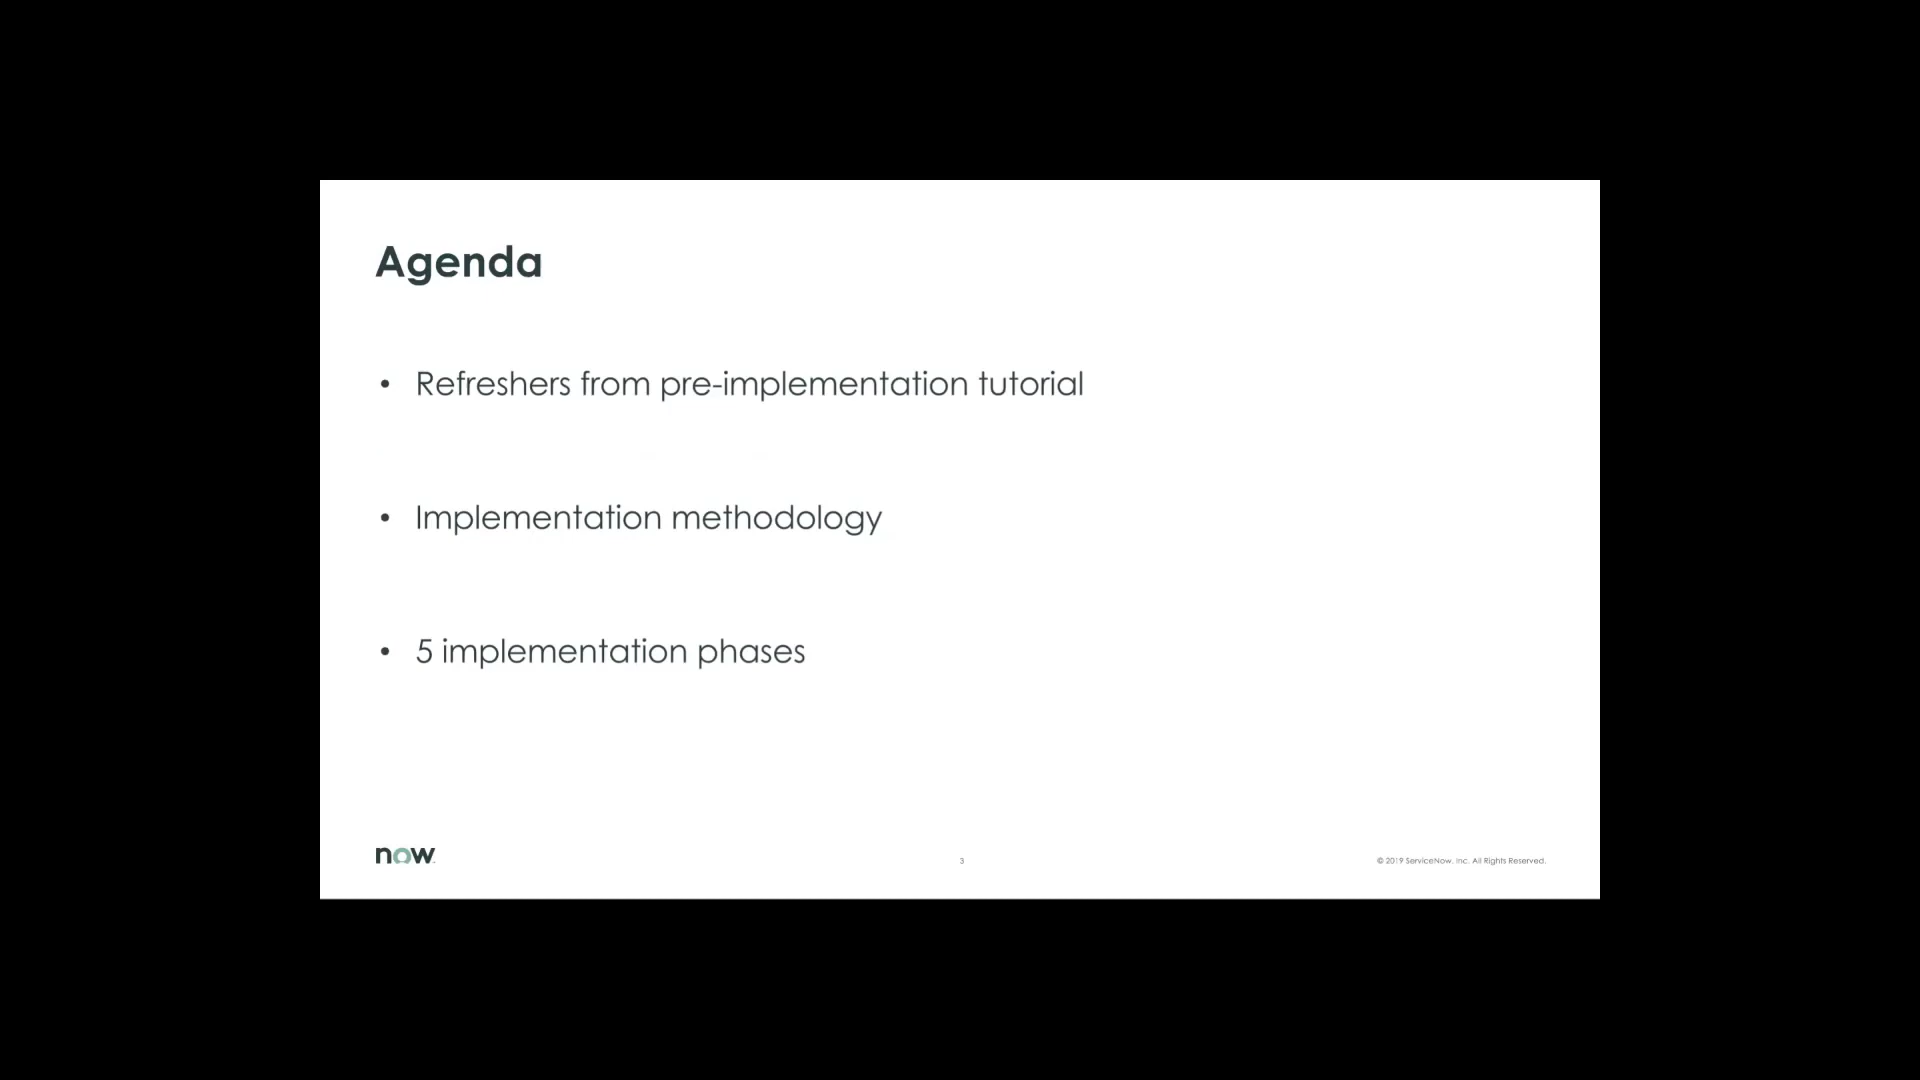 Agenda
• Refreshers from pre-implementation tutorial
• Implementation methodology
• 5 implementation phases
now
3
© 2019 ServiceNow, Inc. All Rights Reserved.